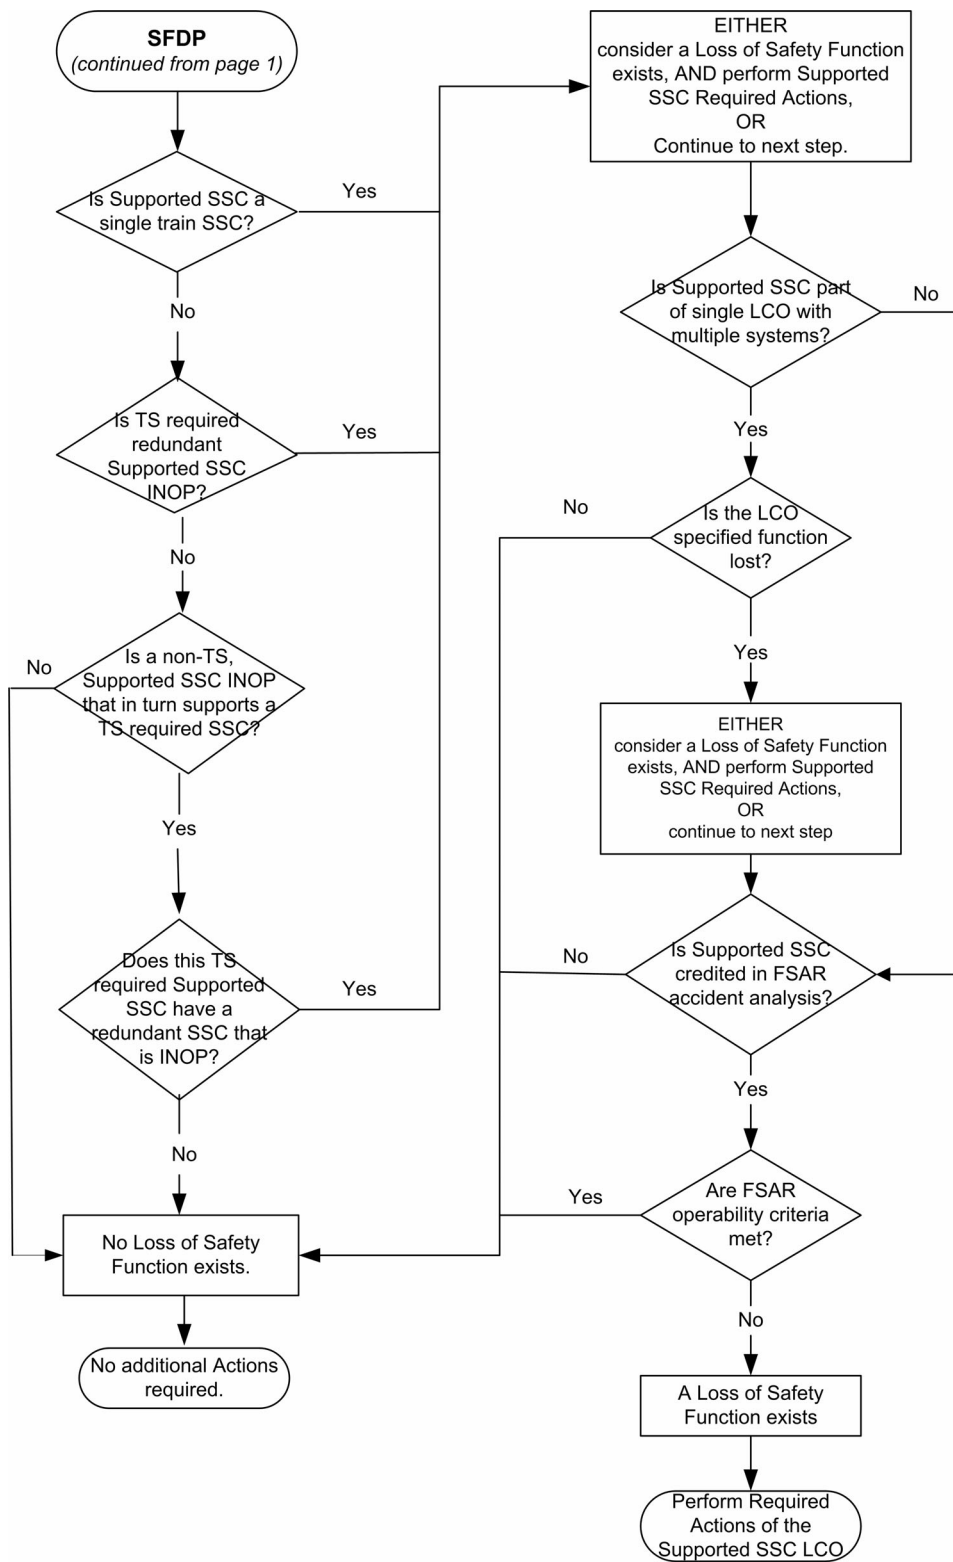 SFDP
(continued from page 1)
Is Supported SSC a
single train SSC?
Yes
No
Is TS required
redundant
Supported SSC
INOP?
Yes
No
Is a non-TS,
Supported SSC INOP
that in turn supports a
TS required SSC?
No
Yes
Does this TS
required Supported
SSC have a
redundant SSC that
is INOP?
Yes
No
No Loss of Safety
Function exists.
No additional Actions
required.
EITHER
consider a Loss of Safety Function
exists, AND perform Supported
SSC Required Actions,
OR
Continue to next step.
Is Supported SSC part
of single LCO with
multiple systems?
No
Yes
Is the LCO
specified function
lost?
No
Yes
EITHER
consider a Loss of Safety Function
exists, AND perform Supported
SSC Required Actions,
OR
continue to next step
Is Supported SSC
credited in FSAR
accident analysis?
No
Yes
Are FSAR
operability criteria
met?
Yes
No
A Loss of Safety
Function exists
Perform Required
Actions of the
Supported SSC LCO